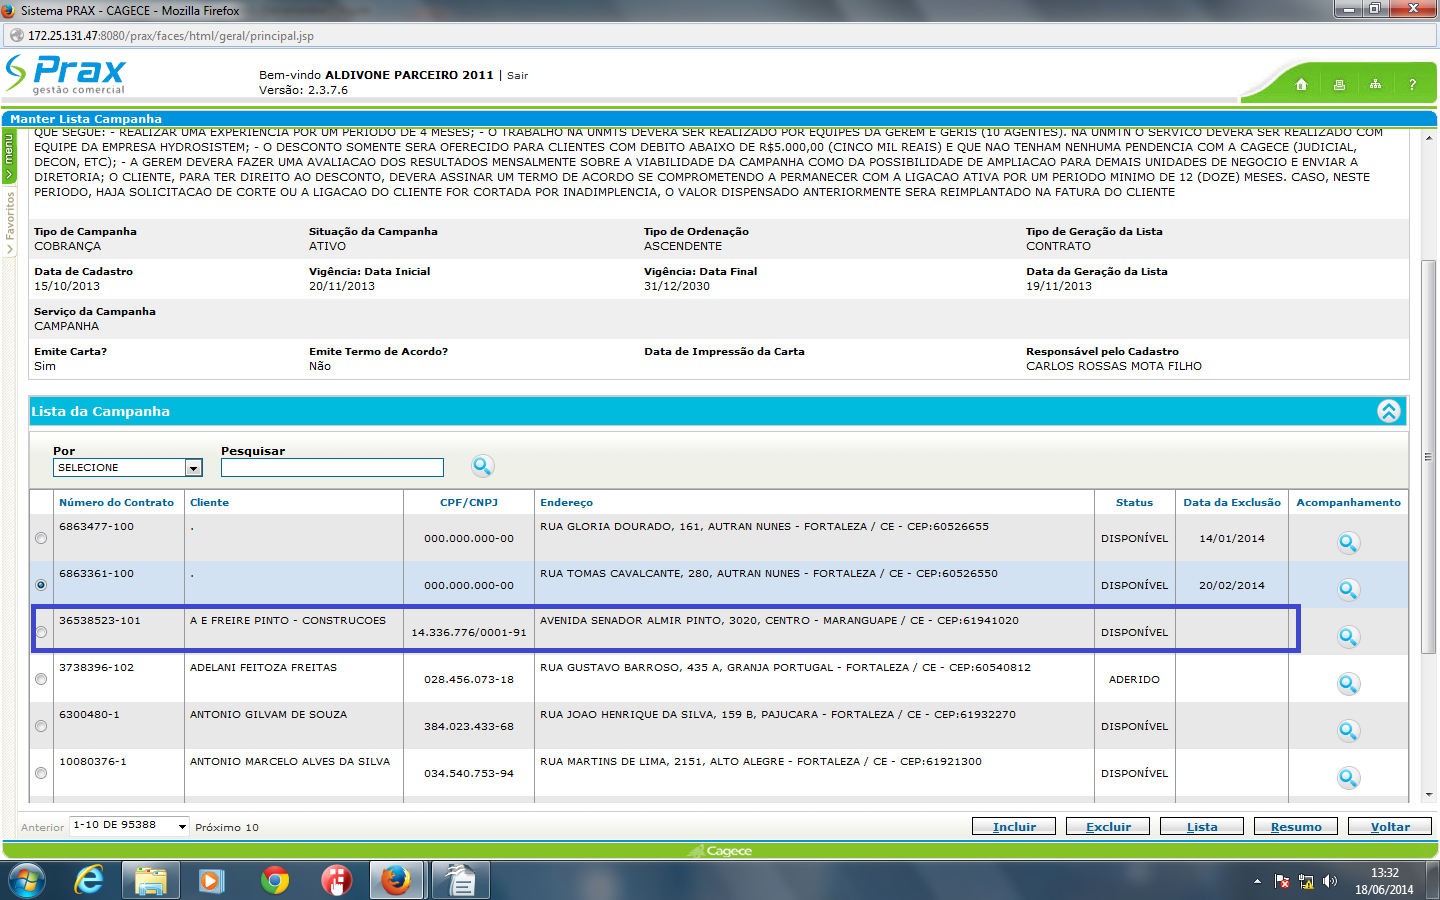 Sistema PRAX - CAGECE - Mozilla Firefox
172.25.131.47:8080/prax/faces/html/geral/principal.jsp
Prax
gestão comercial
Bem-vindo ALDIVONE PARCEIRO 2011 | Sair
Versão: 2.3.7.6
?
Manter Lista Campanha
menu
Favoritos
QUE SEGUE: - REALIZAR UMA EXPERIENCIA POR UM PERIODO DE 4 MESES; - O TRABALHO NA UNMTS DEVERA SER REALIZADO POR EQUIPES DA GEREM E GERIS (10 AGENTES). NA UNMTN O SERVICO DEVERA SER REALIZADO COM
EQUIPE DA EMPRESA HYDROSISTEM; - O DESCONTO SOMENTE SERA OFERECIDO PARA CLIENTES COM DEBITO ABAIXO DE R$5.000,00 (CINCO MIL REAIS) E QUE NAO TENHAM NENHUMA PENDENCIA COM A CAGECE (JUDICIAL,
DECON, ETC); - A GEREM DEVERA FAZER UMA AVALIACAO DOS RESULTADOS MENSALMENTE SOBRE A VIABILIDADE DA CAMPANHA COMO DA POSSIBILIDADE DE AMPLIACAO PARA DEMAIS UNIDADES DE NEGOCIO E ENVIAR A
DIRETORIA; O CLIENTE, PARA TER DIREITO AO DESCONTO, DEVERA ASSINAR UM TERMO DE ACORDO SE COMPROMETENDO A PERMANECER COM A LIGACAO ATIVA POR UM PERIODO MINIMO DE 12 (DOZE) MESES. CASO, NESTE
PERIODO, HAJA SOLICITACAO DE CORTE OU A LIGACAO DO CLIENTE FOR CORTADA POR INADIMPLENCIA, O VALOR DISPENSADO ANTERIORMENTE SERA REIMPLANTADO NA FATURA DO CLIENTE
Tipo de Campanha Situação da Campanha Tipo de Ordenação Tipo de Geração da Lista
COBRANÇA ATIVO ASCENDENTE CONTRATO
Data de Cadastro Vigência: Data Inicial Vigência: Data Final Data da Geração da Lista
15/10/2013 20/11/2013 31/12/2030 19/11/2013
Serviço da Campanha
CAMPANHA
Emite Carta? Emite Termo de Acordo? Data de Impressão da Carta Responsável pelo Cadastro
Sim Não CARLOS ROSSAS MOTA FILHO
Lista da Campanha
Por Pesquisar
SELECIONE
Número do Contrato Cliente CPF/CNPJ Endereço Status Data da Exclusão Acompanhamento
6863477-100 . 000.000.000-00 RUA GLORIA DOURADO, 161, AUTRAN NUNES - FORTALEZA / CE - CEP:60526655 DISPONÍVEL 14/01/2014
6863361-100 . 000.000.000-00 RUA TOMAS CAVALCANTE, 280, AUTRAN NUNES - FORTALEZA / CE - CEP:60526550 DISPONÍVEL 20/02/2014
36538523-101 A E FREIRE PINTO - CONSTRUCOES 14.336.776/0001-91 AVENIDA SENADOR ALMIR PINTO, 3020, CENTRO - MARANGUAPE / CE - CEP:61941020 DISPONÍVEL
3738396-102 ADELANI FEITOZA FREITAS 028.456.073-18 RUA GUSTAVO BARROSO, 435 A, GRANJA PORTUGAL - FORTALEZA / CE - CEP:60540812 ADERIDO
6300480-1 ANTONIO GILVAM DE SOUZA 384.023.433-68 RUA JOAO HENRIQUE DA SILVA, 159 B, PAJUCARA - FORTALEZA / CE - CEP:61932270 DISPONÍVEL
10080376-1 ANTONIO MARCELO ALVES DA SILVA 034.540.753-94 RUA MARTINS DE LIMA, 2151, ALTO ALEGRE - FORTALEZA / CE - CEP:61921300 DISPONÍVEL
Anterior 1-10 DE 95388 Próximo 10 Incluir Excluir Lista Resumo Voltar
Cagece
13:32
18/06/2014